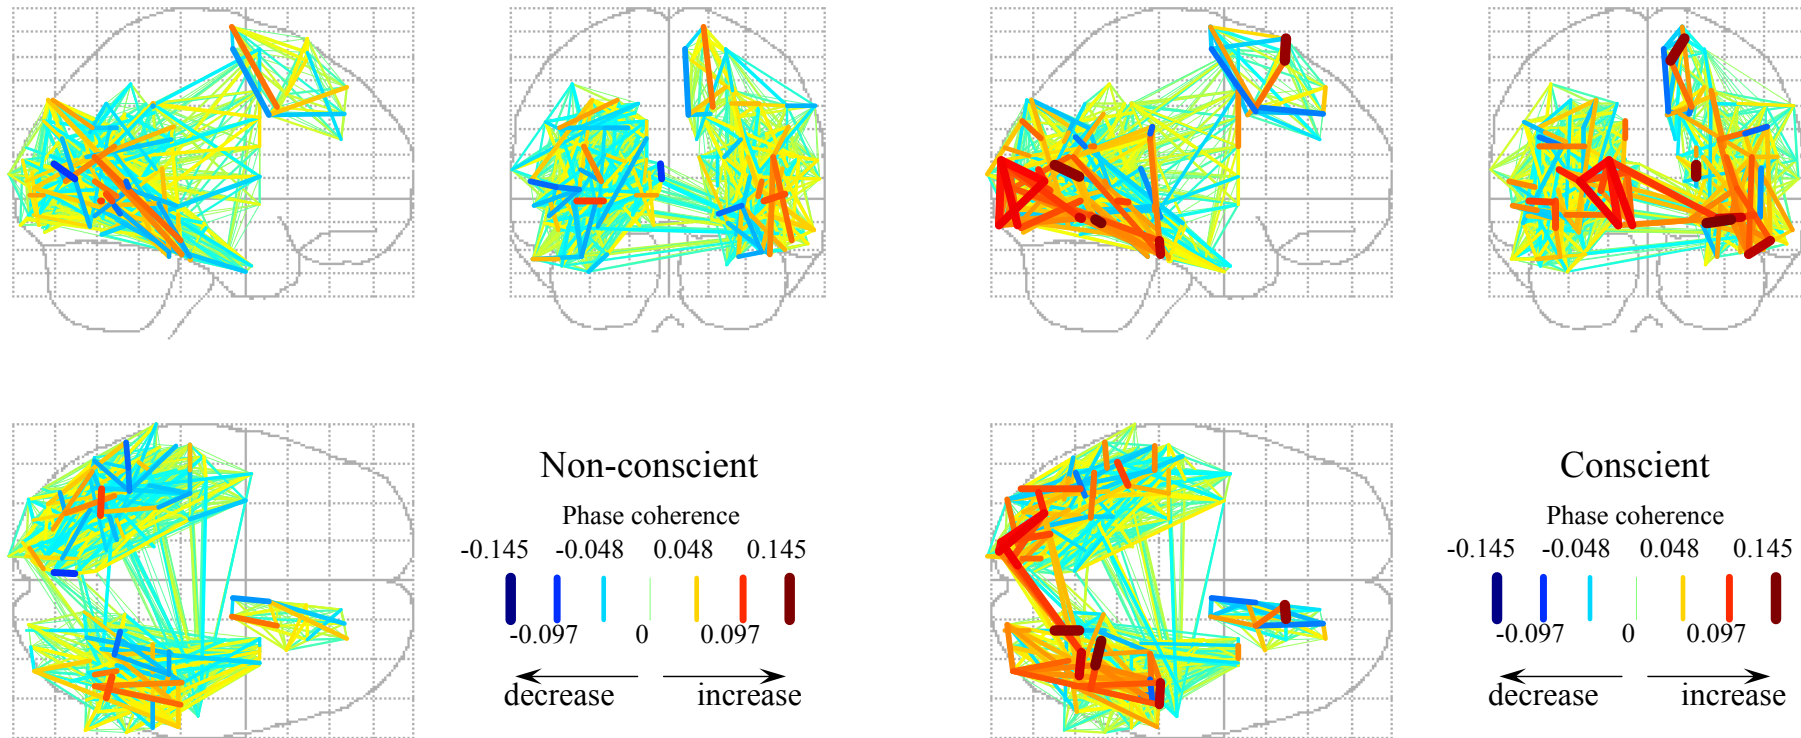 Non-conscient
Phase coherence
-0.145 -0.048 0.048 0.145
-0.097 0 0.097
decrease increase
Conscient
Phase coherence
-0.145 -0.048 0.048 0.145
-0.097 0 0.097
decrease increase